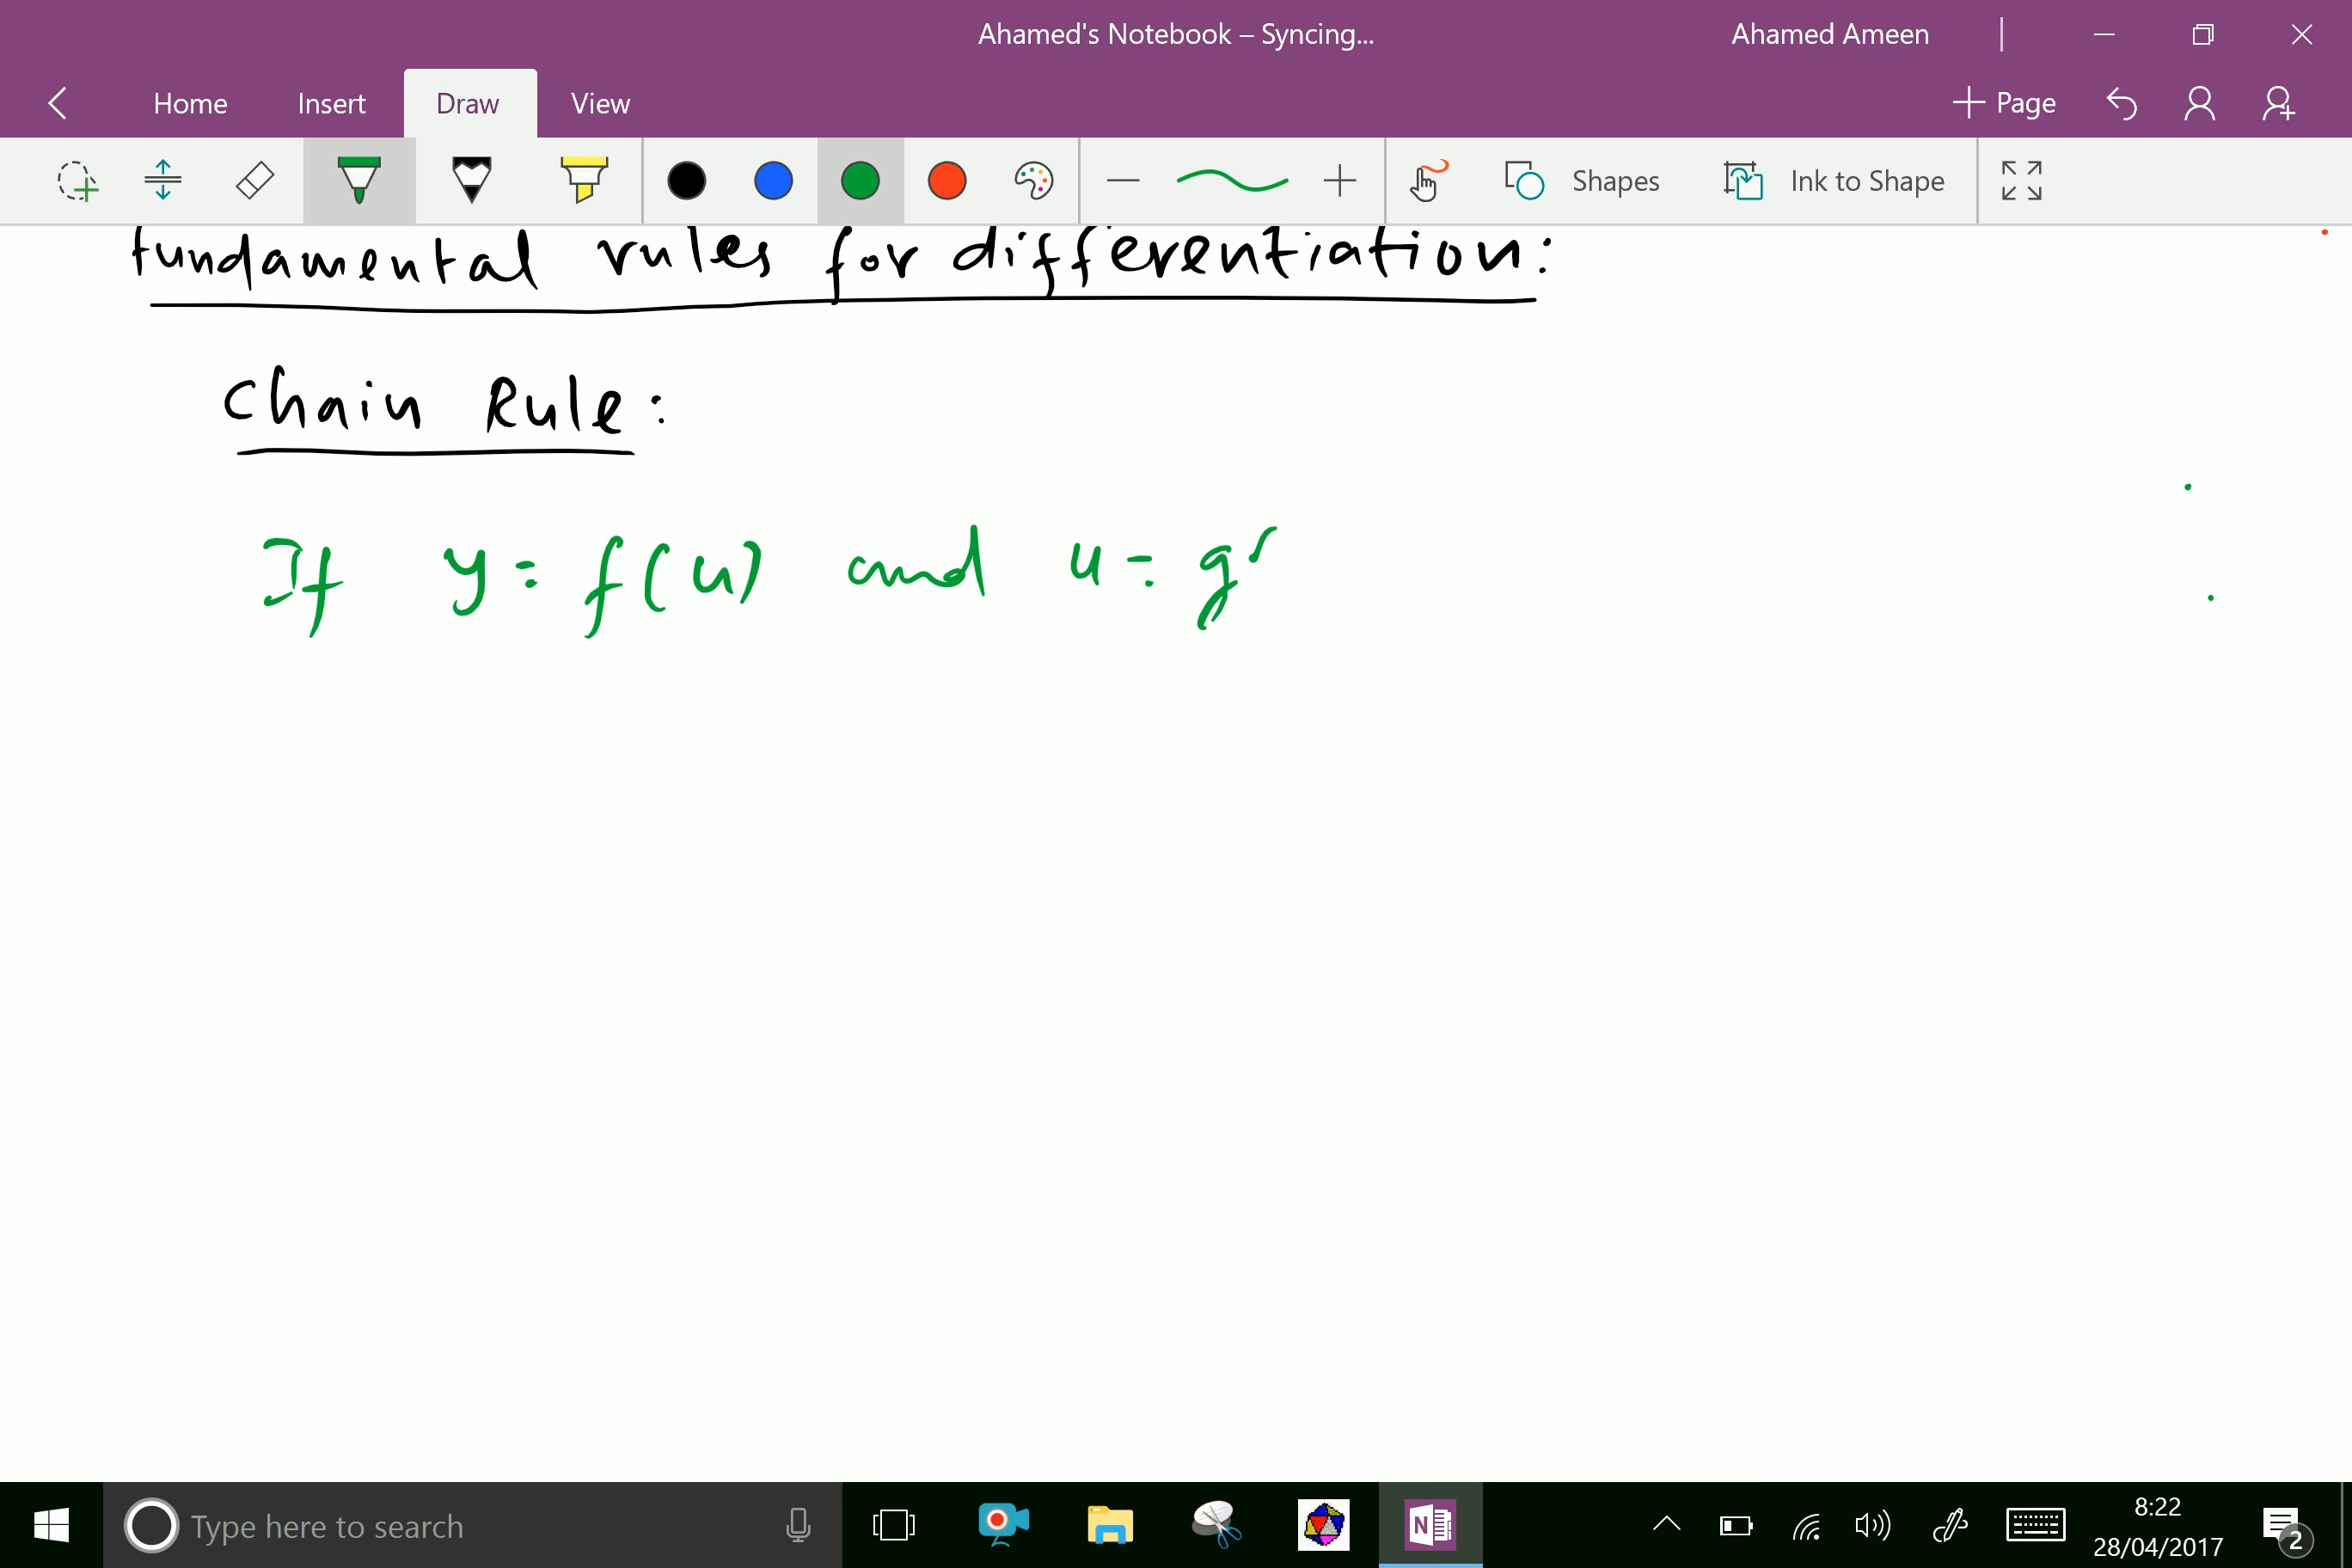 Ahamed's Notebook – Syncing... Ahamed Ameen
Home Insert Draw View Page
Shapes Ink to Shape
fundamental rules for differentiation:
Chain Rule:
If y = f(u) and u = g
Type here to search
N
8:22
28/04/2017
2